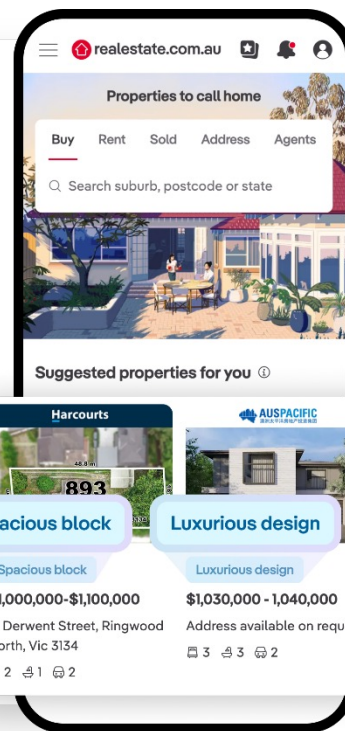 realestate.com.au
Properties to call home
Buy Rent Sold Address Agents
Search suburb, postcode or state
Suggested properties for you
Harcourts
48.8 m
893
acious block
Spacious block
,000,000-$1,100,000
Derwent Street, Ringwood
orth, Vic 3134
2 1 2
AUSPACIFIC
Luxurious design
Luxurious design
$1,030,000 - 1,040,000
Address available on requ
3 3 2